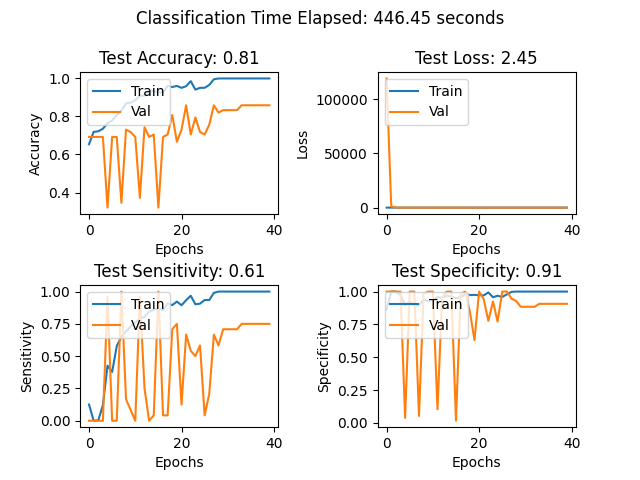 Classification Time Elapsed: 446.45 seconds
Test Accuracy: 0.81
Accuracy
1.0
0.8
0.6
0.4
Train
Val
0
20
40
Epochs
Test Loss: 2.45
Loss
100000
50000
0
Train
Val
0
20
40
Epochs
Test Sensitivity: 0.61
Sensitivity
1.00
0.75
0.50
0.25
0.00
Train
Val
0
20
40
Epochs
Test Specificity: 0.91
Specificity
1.00
0.75
0.50
0.25
0.00
Train
Val
0
20
40
Epochs